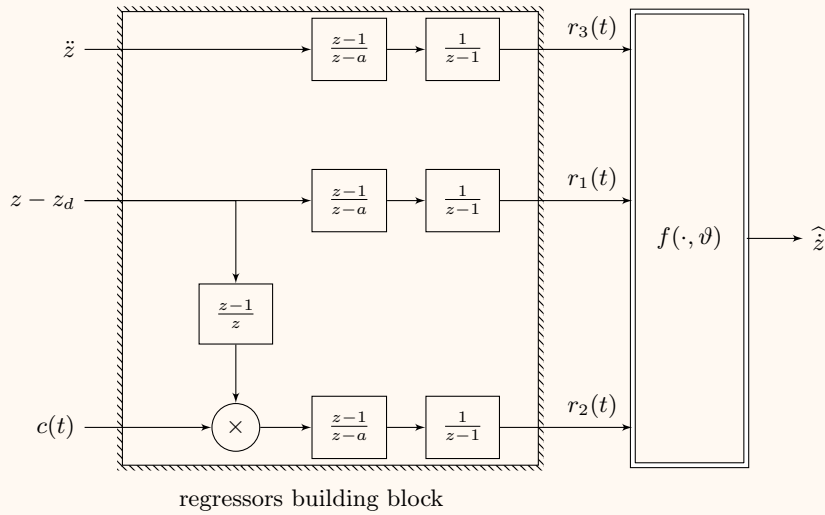 z̈ (z−1)/(z−a) 1/(z−1) r₃(t)
z − z_d (z−1)/(z−a) 1/(z−1) r₁(t)
f(·, ϑ) ẑ̇
(z−1)/z
c(t) × (z−1)/(z−a) 1/(z−1) r₂(t)
regressors building block